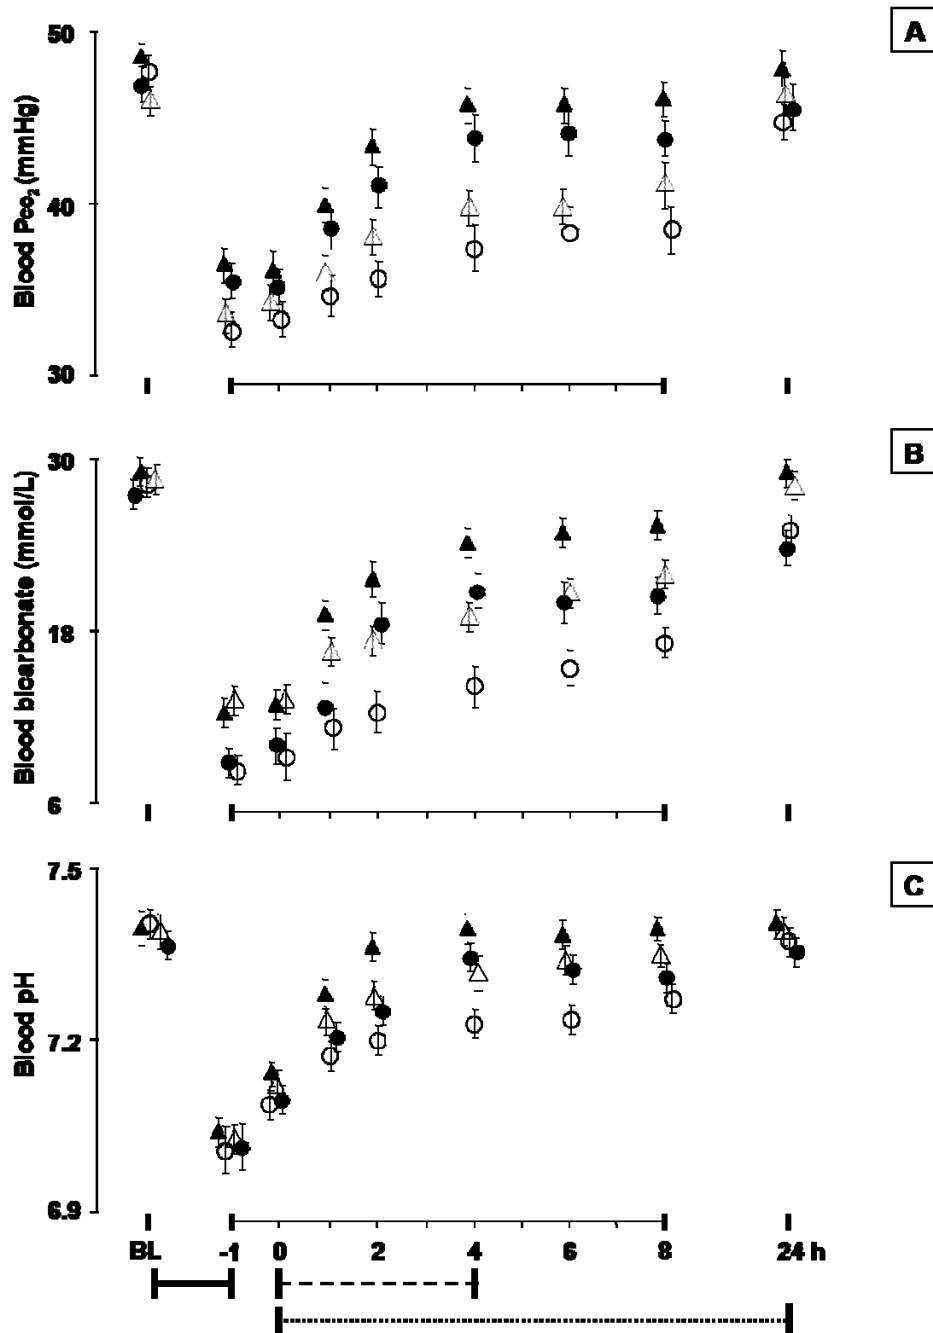 A
50
40
30
Blood Pco₂ (mmHg)
B
30
18
6
Blood bicarbonate (mmol/L)
C
7.5
7.2
6.9
Blood pH
BL -1 0 2 4 6 8 24 h